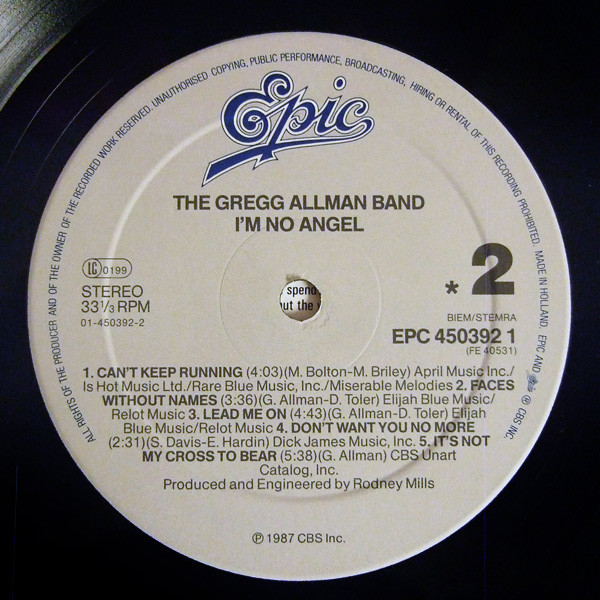 ALL RIGHTS OF THE PRODUCER AND OF THE OWNER OF THE RECORDED WORK RESERVED. UNAUTHORISED COPYING, PUBLIC PERFORMANCE, BROADCASTING, HIRING OR RENTAL OF THIS RECORDING PROHIBITED. MADE IN HOLLAND. EPIC AND Epic ® CBS INC.
Epic
THE GREGG ALLMAN BAND
I'M NO ANGEL
LC 0199
STEREO
33 1/3 RPM
01-450392-2
spend
out the
* 2
BIEM/STEMRA
EPC 450392 1
(FE 40531)
1. CAN'T KEEP RUNNING (4:03)(M. Bolton-M. Briley) April Music Inc./
Is Hot Music Ltd./Rare Blue Music, Inc./Miserable Melodies 2. FACES
WITHOUT NAMES (3:36)(G. Allman-D. Toler) Elijah Blue Music/
Relot Music 3. LEAD ME ON (4:43)(G. Allman-D. Toler) Elijah
Blue Music/Relot Music 4. DON'T WANT YOU NO MORE
(2:31)(S. Davis-E. Hardin) Dick James Music, Inc. 5. IT'S NOT
MY CROSS TO BEAR (5:38)(G. Allman) CBS Unart
Catalog, Inc.
Produced and Engineered by Rodney Mills
℗ 1987 CBS Inc.